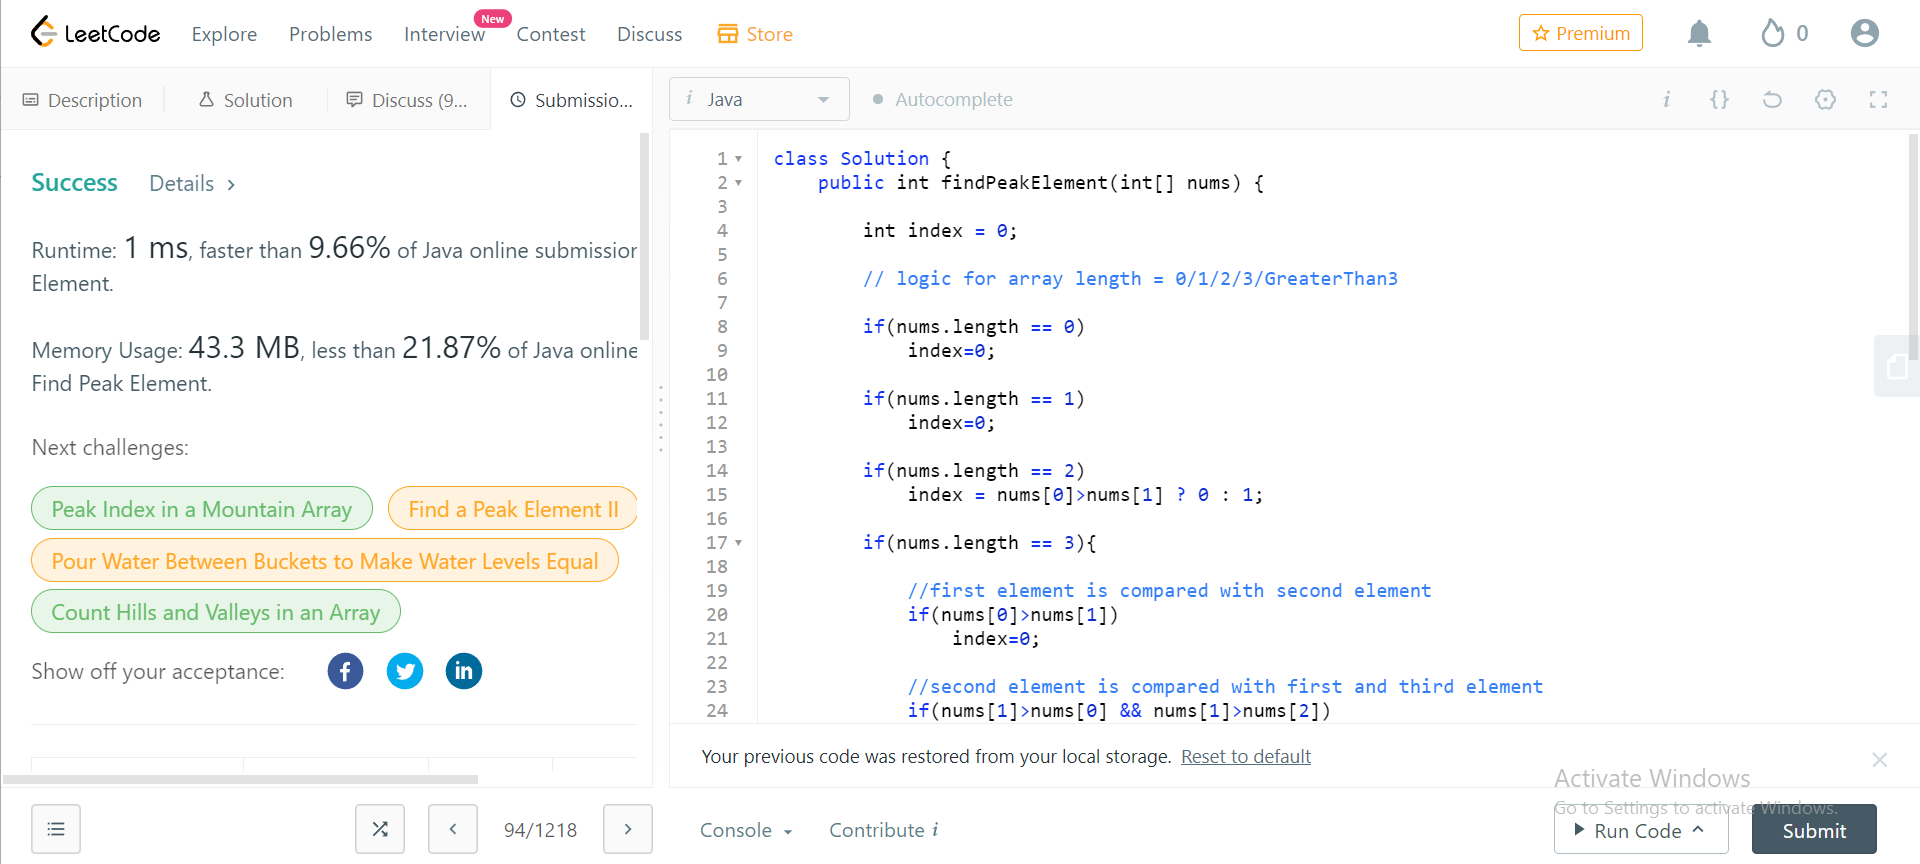 LeetCode Explore Problems Interview New Contest Discuss Store Premium 0
Description Solution Discuss (9... Submissio... i Java Autocomplete i {}
Success Details >
Runtime: 1 ms, faster than 9.66% of Java online submission
Element.
Memory Usage: 43.3 MB, less than 21.87% of Java online
Find Peak Element.
Next challenges:
Peak Index in a Mountain Array Find a Peak Element II
Pour Water Between Buckets to Make Water Levels Equal
Count Hills and Valleys in an Array
Show off your acceptance: f in
1 class Solution {
2 public int findPeakElement(int[] nums) {
3
4 int index = 0;
5
6 // logic for array length = 0/1/2/3/GreaterThan3
7
8 if(nums.length == 0)
9 index=0;
10
11 if(nums.length == 1)
12 index=0;
13
14 if(nums.length == 2)
15 index = nums[0]>nums[1] ? 0 : 1;
16
17 if(nums.length == 3){
18
19 //first element is compared with second element
20 if(nums[0]>nums[1])
21 index=0;
22
23 //second element is compared with first and third element
24 if(nums[1]>nums[0] && nums[1]>nums[2])
Your previous code was restored from your local storage. Reset to default
Activate Windows
Go to Settings to activate Windows.
94/1218 Console Contribute i Run Code Submit